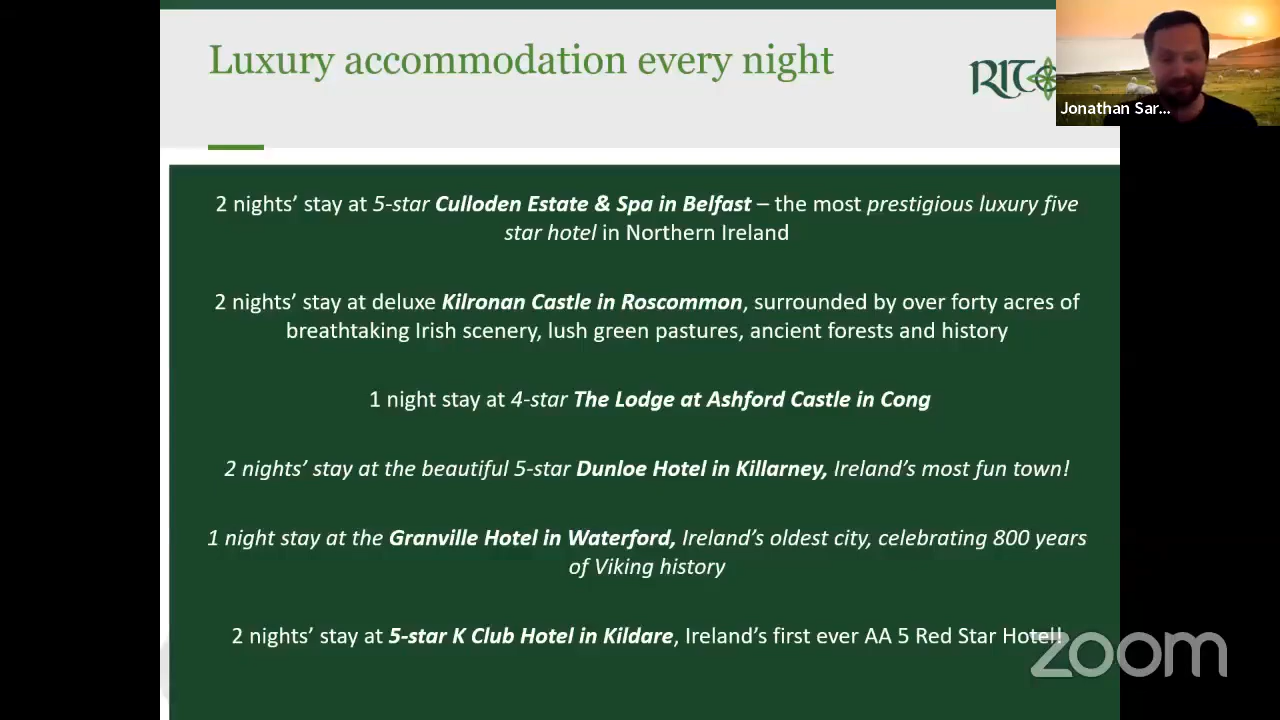 Luxury accommodation every night
Jonathan Sar...
2 nights’ stay at 5-star Culloden Estate & Spa in Belfast – the most prestigious luxury five
star hotel in Northern Ireland
2 nights’ stay at deluxe Kilronan Castle in Roscommon, surrounded by over forty acres of
breathtaking Irish scenery, lush green pastures, ancient forests and history
1 night stay at 4-star The Lodge at Ashford Castle in Cong
2 nights’ stay at the beautiful 5-star Dunloe Hotel in Killarney, Ireland’s most fun town!
1 night stay at the Granville Hotel in Waterford, Ireland’s oldest city, celebrating 800 years
of Viking history
2 nights’ stay at 5-star K Club Hotel in Kildare, Ireland’s first ever AA 5 Red Star Hotel!
zoom